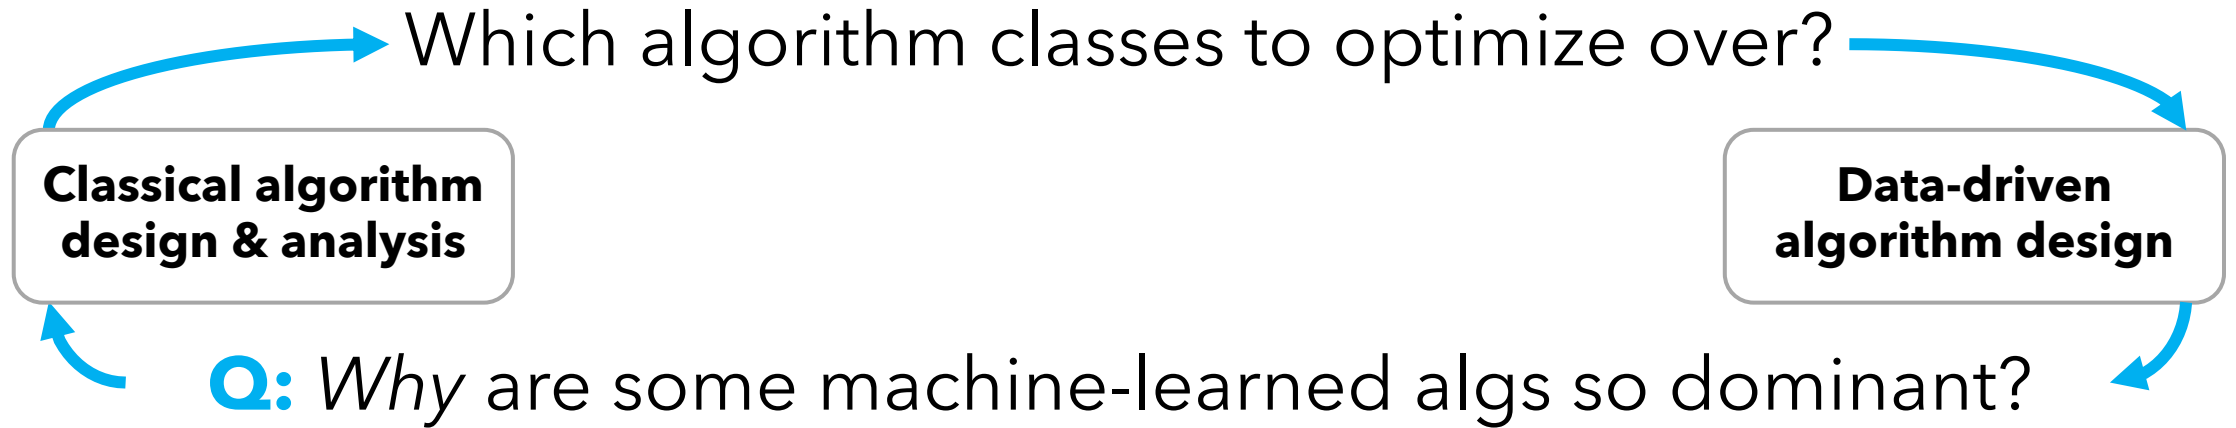 Which algorithm classes to optimize over?
Classical algorithm
design & analysis
Data-driven
algorithm design
Q: Why are some machine-learned algs so dominant?